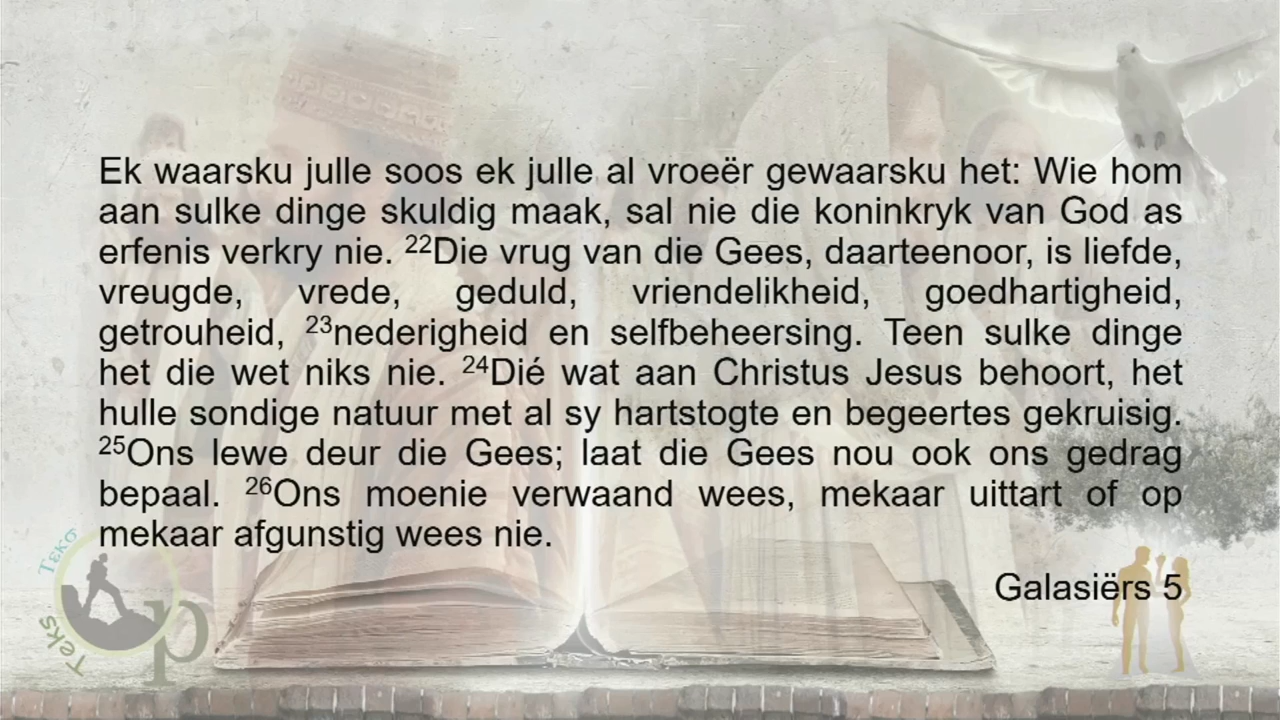 Ek waarsku julle soos ek julle al vroeër gewaarsku het: Wie hom
aan sulke dinge skuldig maak, sal nie die koninkryk van God as
erfenis verkry nie. ²²Die vrug van die Gees, daarteenoor, is liefde,
vreugde, vrede, geduld, vriendelikheid, goedhartigheid,
getrouheid, ²³nederigheid en selfbeheersing. Teen sulke dinge
het die wet niks nie. ²⁴Dié wat aan Christus Jesus behoort, het
hulle sondige natuur met al sy hartstogte en begeertes gekruisig.
²⁵Ons lewe deur die Gees; laat die Gees nou ook ons gedrag
bepaal. ²⁶Ons moenie verwaand wees, mekaar uittart of op
mekaar afgunstig wees nie.
Galasiërs 5
Τεκσ
Teks
Op